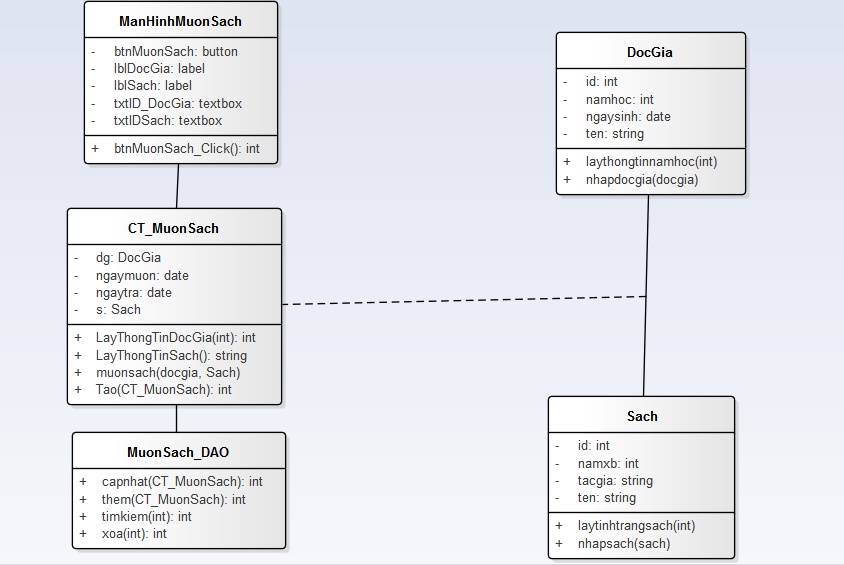 ManHinhMuonSach
- btnMuonSach: button
- lblDocGia: label
- lblSach: label
- txtID_DocGia: textbox
- txtIDSach: textbox
+ btnMuonSach_Click(): int
DocGia
- id: int
- namhoc: int
- ngaysinh: date
- ten: string
+ laythongtinnamhoc(int)
+ nhapdocgia(docgia)
CT_MuonSach
- dg: DocGia
- ngaymuon: date
- ngaytra: date
- s: Sach
+ LayThongTinDocGia(int): int
+ LayThongTinSach(): string
+ muonsach(docgia, Sach)
+ Tao(CT_MuonSach): int
MuonSach_DAO
+ capnhat(CT_MuonSach): int
+ them(CT_MuonSach): int
+ timkiem(int): int
+ xoa(int): int
Sach
- id: int
- namxb: int
- tacgia: string
- ten: string
+ laytinhtrangsach(int)
+ nhapsach(sach)